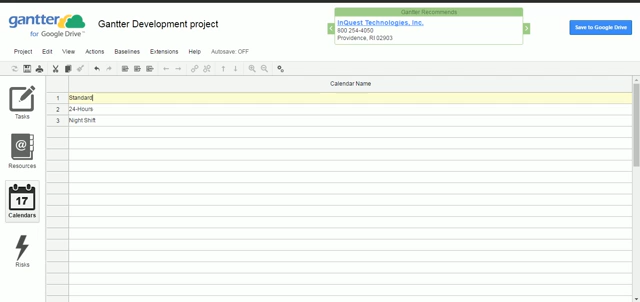 gantter
for Google Drive™
Gantter Development project
Gantter Recommends
InQuest Technologies, Inc.
600 254-4050
Providence, RI 02903
Save to Google Drive
Project Edit View Actions Baselines Extensions Help Autosave: OFF
Calendar Name
1 Standard
2 24-Hours
3 Night Shift
Tasks
@
Resources
17
Calendars
Risks